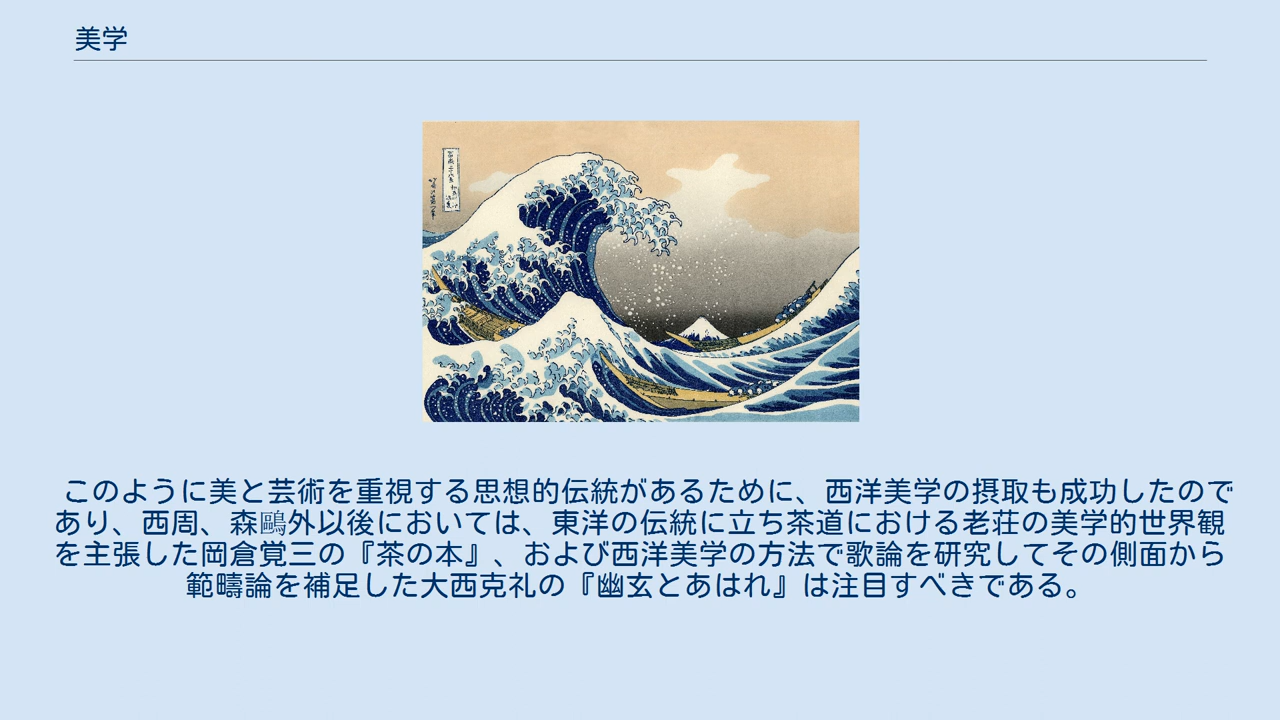 美学
このように美と芸術を重視する思想的伝統があるために、西洋美学の摂取も成功したので
あり、西周、森鷗外以後においては、東洋の伝統に立ち茶道における老荘の美学的世界観
を主張した岡倉覚三の『茶の本』、および西洋美学の方法で歌論を研究してその側面から
範疇論を補足した大西克礼の『幽玄とあはれ』は注目すべきである。